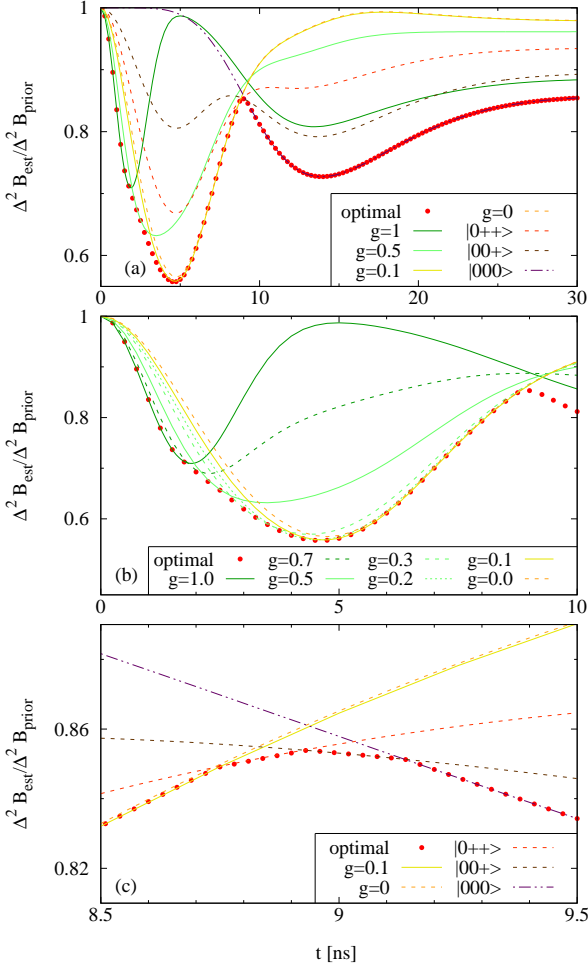 Δ² B_est/Δ² B_prior
1
0.8
0.6
(a)
optimal g=0
g=1 |0++>
g=0.5 |00+>
g=0.1 |000>
0 10 20 30
Δ² B_est/Δ² B_prior
1
0.8
0.6
(b)
optimal g=0.7 g=0.3 g=0.1
g=1.0 g=0.5 g=0.2 g=0.0
0 5 10
Δ² B_est/Δ² B_prior
0.86
0.82
(c)
optimal |0++>
g=0.1 |00+>
g=0 |000>
8.5 9 9.5
t [ns]